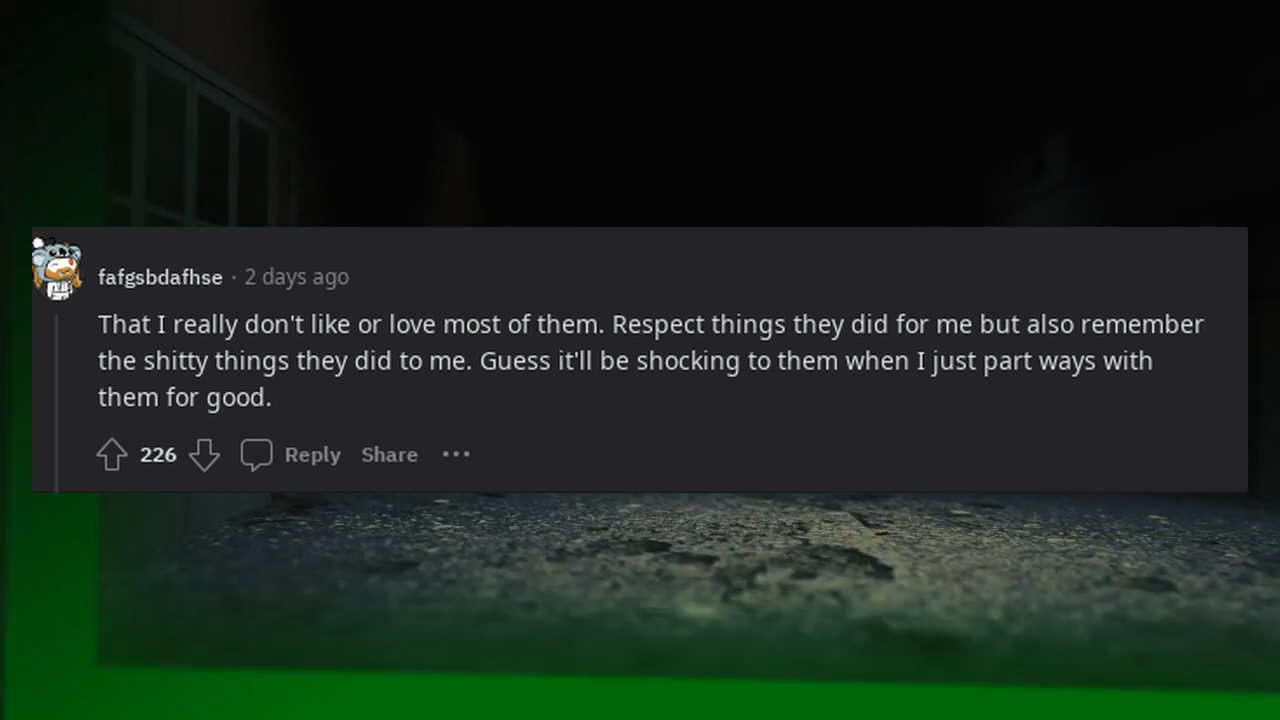 fafgsbdafhse · 2 days ago
That I really don't like or love most of them. Respect things they did for me but also remember
the shitty things they did to me. Guess it'll be shocking to them when I just part ways with
them for good.
226 Reply Share ···